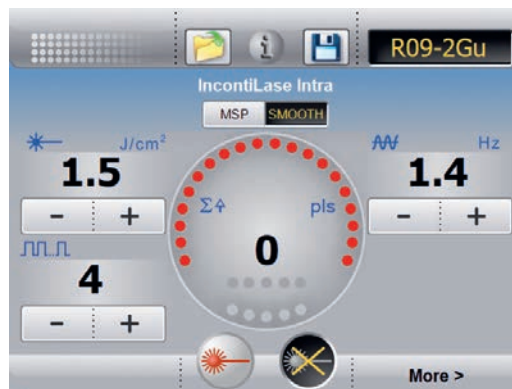 R09-2Gu
IncontiLase Intra
MSP SMOOTH
J/cm²
1.5
- +
Hz
1.4
- +
Σ pls
0
4
- +
More >